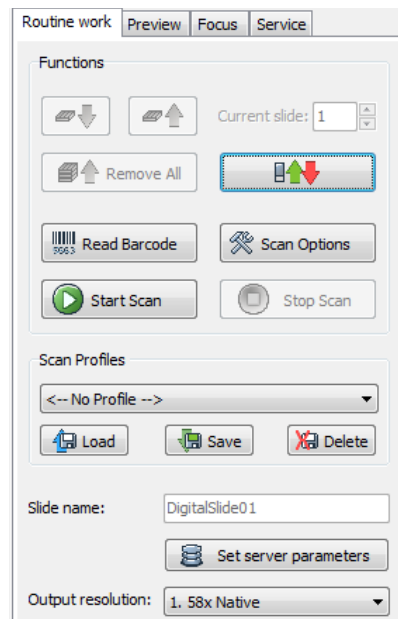 Routine work Preview Focus Service
Functions
Current slide: 1
Remove All
Read Barcode Scan Options
Start Scan Stop Scan
Scan Profiles
<-- No Profile -->
Load Save Delete
Slide name: DigitalSlide01
Set server parameters
Output resolution: 1. 58x Native